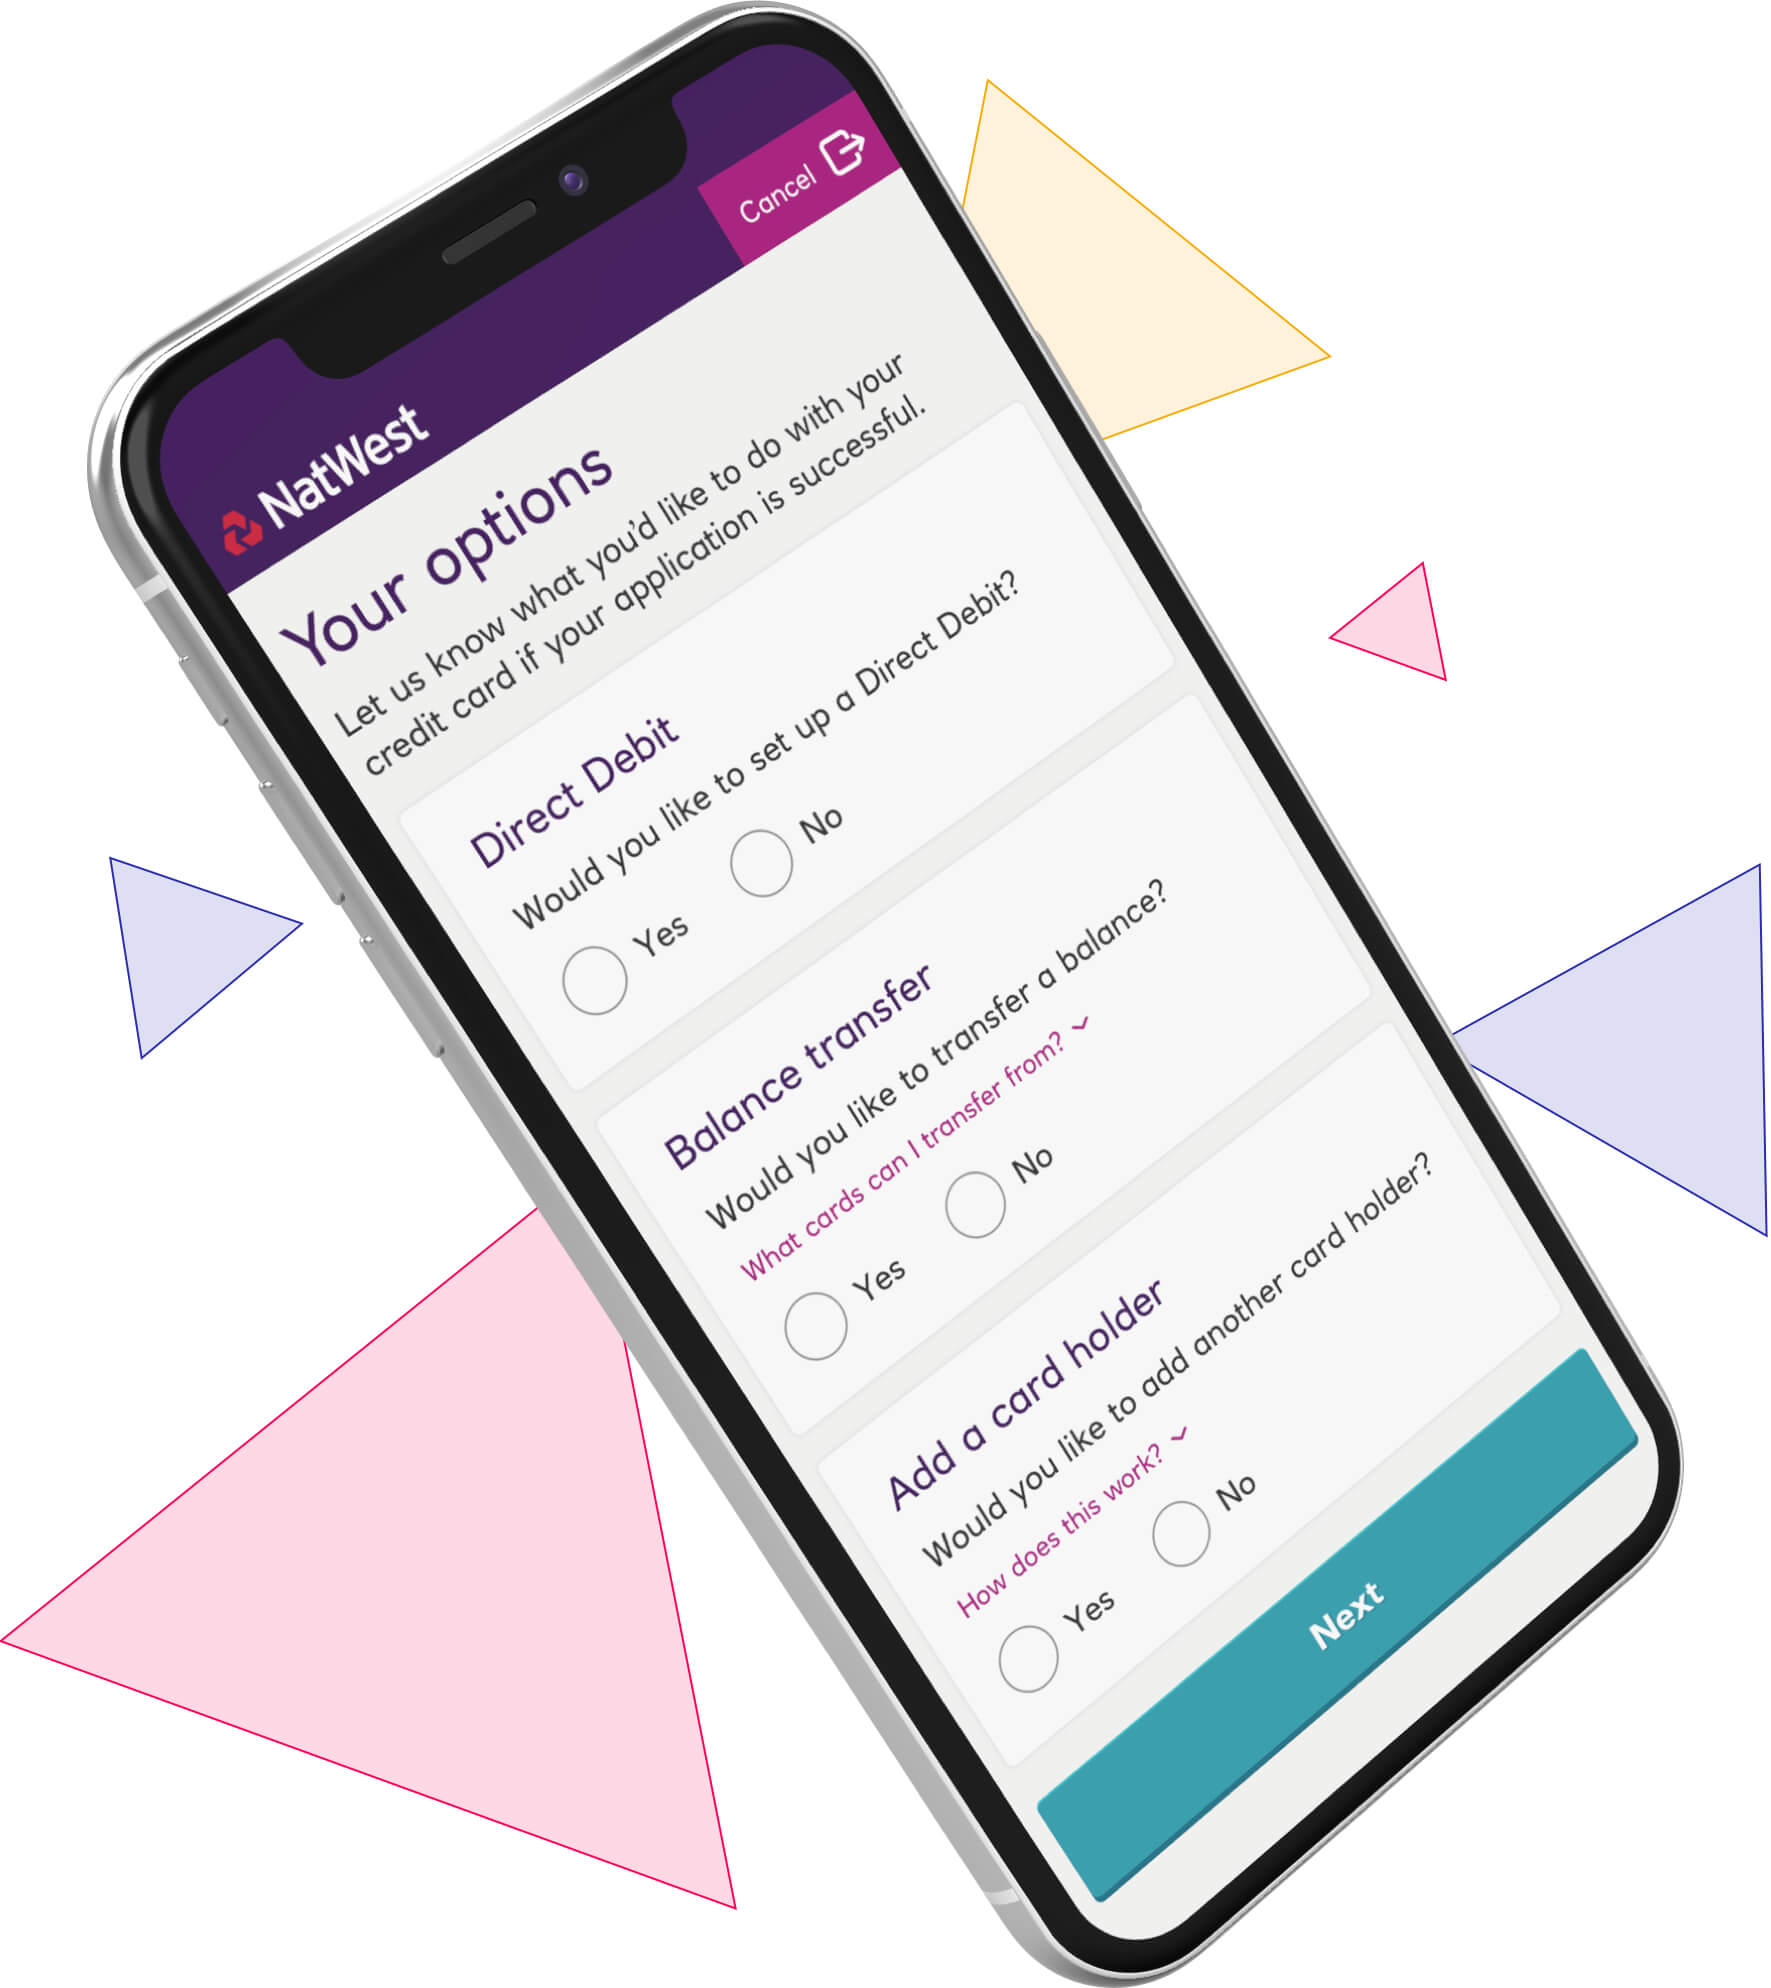 Cancel
NatWest
Your options
Let us know what you'd like to do with your
credit card if your application is successful.
Direct Debit
Would you like to set up a Direct Debit?
Yes
No
Balance transfer
Would you like to transfer a balance?
What cards can I transfer from?
Yes
No
Add a card holder
Would you like to add another card holder?
How does this work?
Yes
No
Next